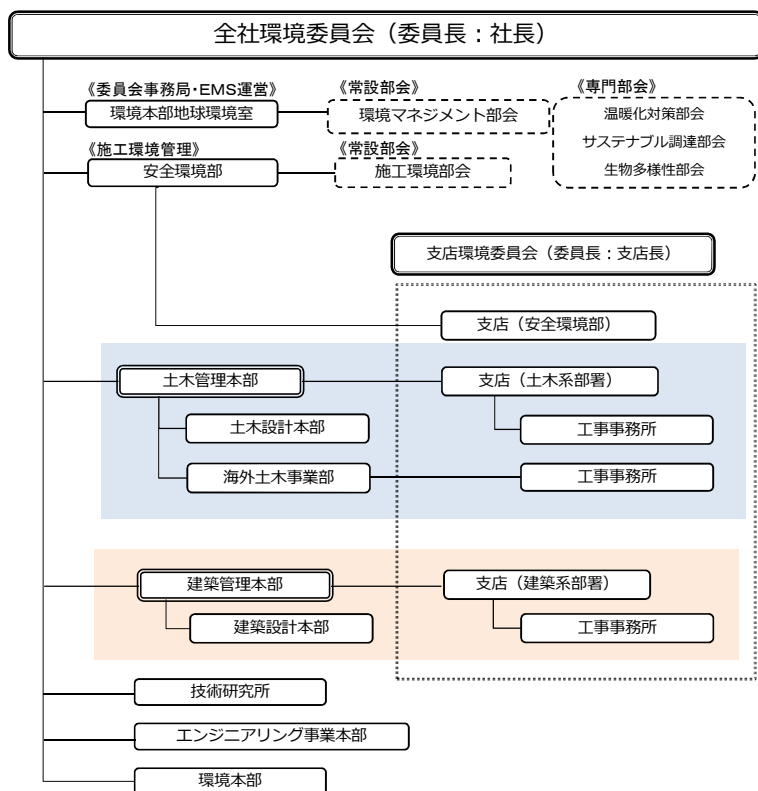 全社環境委員会（委員長：社長）
《委員会事務局・EMS運営》
《常設部会》
《専門部会》
環境本部地球環境室
環境マネジメント部会
温暖化対策部会
サステナブル調達部会
生物多様性部会
《施工環境管理》
《常設部会》
安全環境部
施工環境部会
支店環境委員会（委員長：支店長）
支店（安全環境部）
土木管理本部
支店（土木系部署）
土木設計本部
工事事務所
海外土木事業部
工事事務所
建築管理本部
支店（建築系部署）
建築設計本部
工事事務所
技術研究所
エンジニアリング事業本部
環境本部